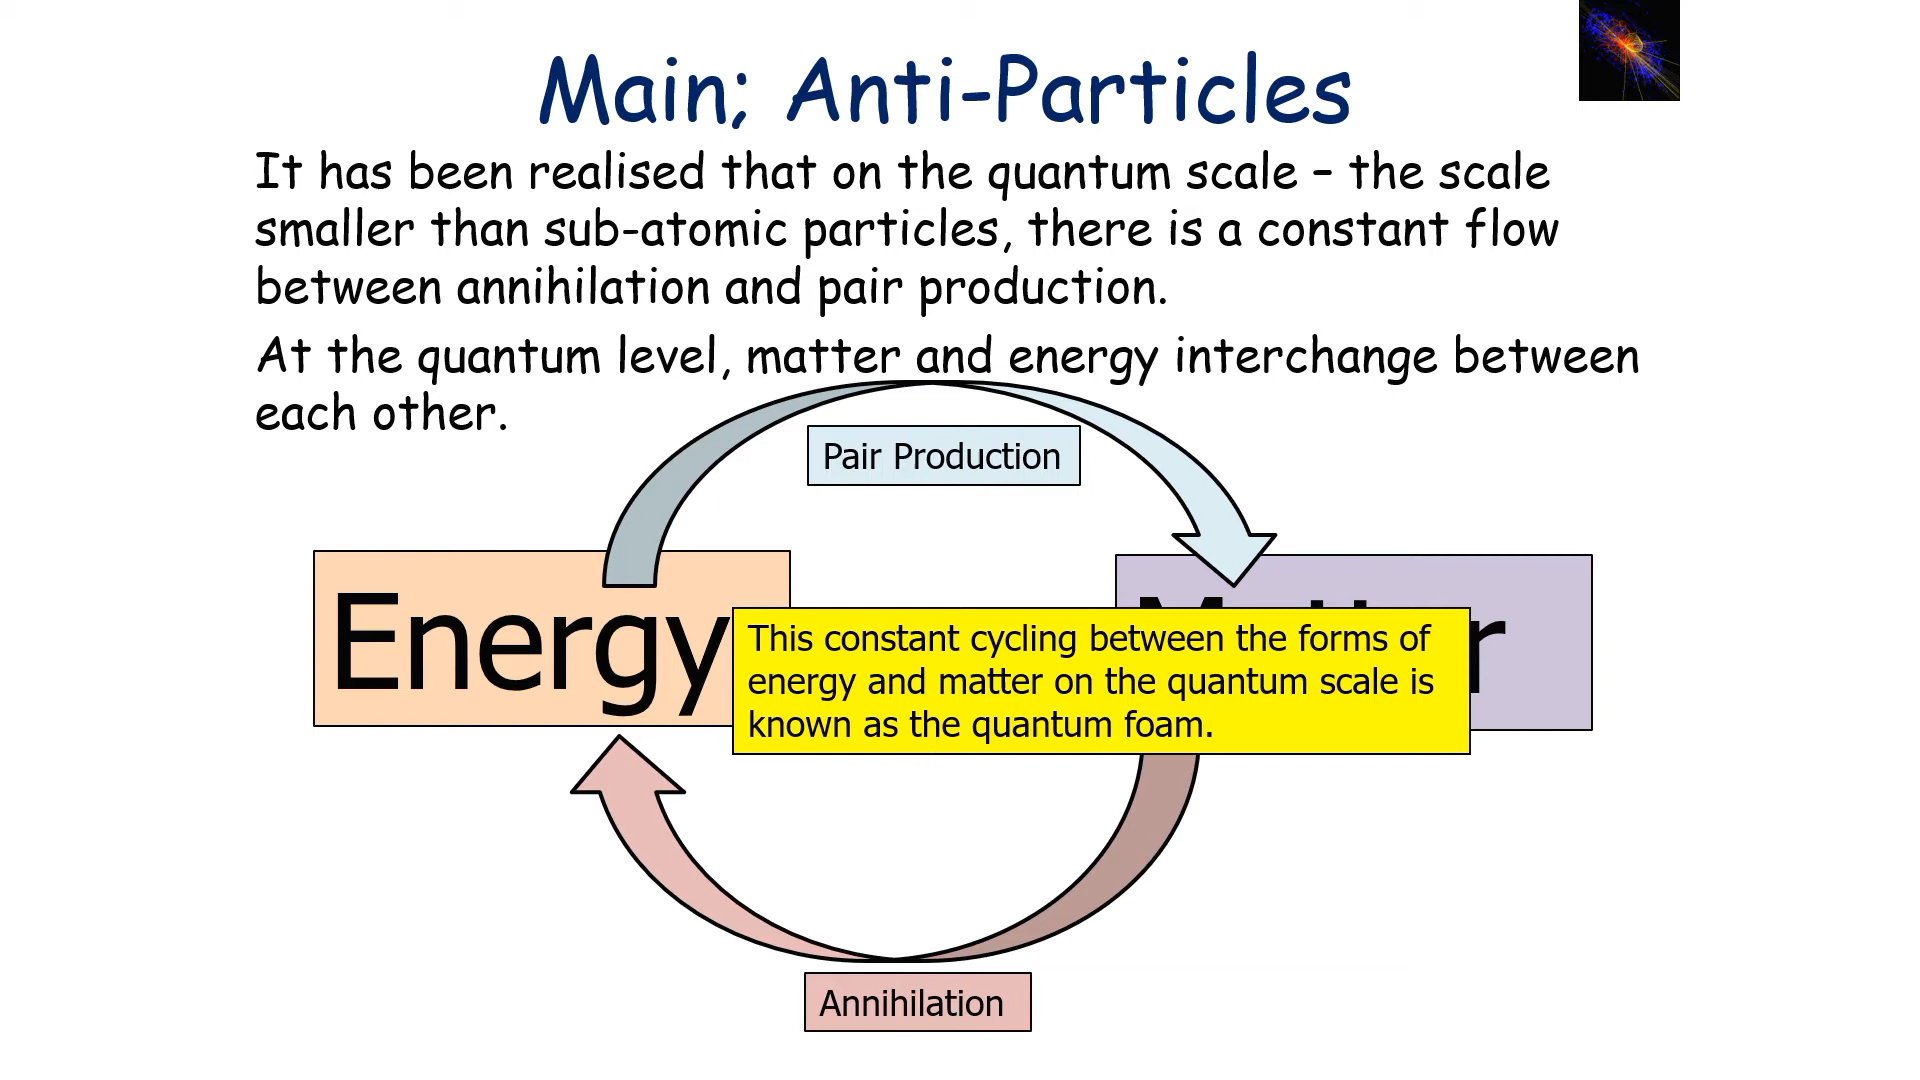 Main; Anti-Particles
It has been realised that on the quantum scale – the scale
smaller than sub-atomic particles, there is a constant flow
between annihilation and pair production.
At the quantum level, matter and energy interchange between
each other.
Pair Production
Energy
This constant cycling between the forms of
energy and matter on the quantum scale is
known as the quantum foam.
Annihilation